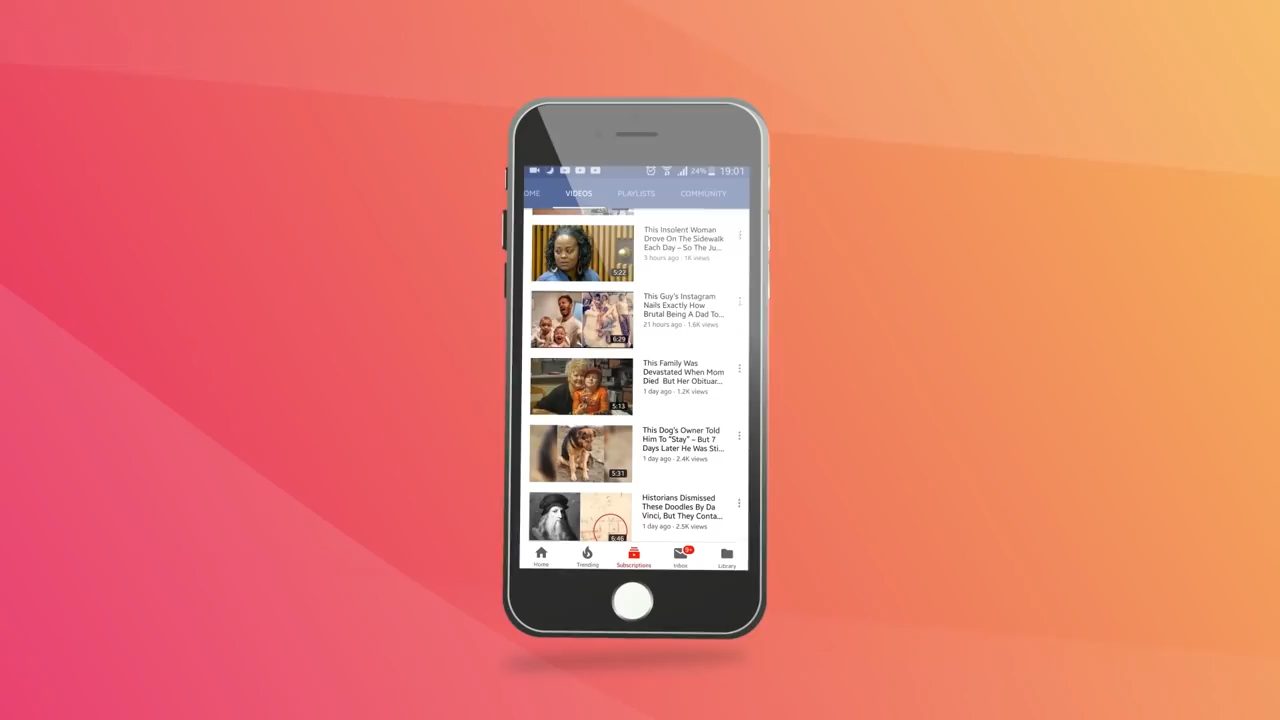 24% 19:01
OME VIDEOS PLAYLISTS COMMUNITY
This Insolent Woman
Drove On The Sidewalk
Each Day – So The Ju...
3 hours ago · 1K views
5:22
This Guy's Instagram
Nails Exactly How
Brutal Being A Dad To...
21 hours ago · 1.6K views
6:29
This Family Was
Devastated When Mom
Died But Her Obituar...
1 day ago · 1.2K views
5:13
This Dog's Owner Told
Him To "Stay" – But 7
Days Later He Was Sti...
1 day ago · 2.4K views
5:31
Historians Dismissed
These Doodles By Da
Vinci, But They Conta...
1 day ago · 2.5K views
6:46
9+
Home Trending Subscriptions Inbox Library